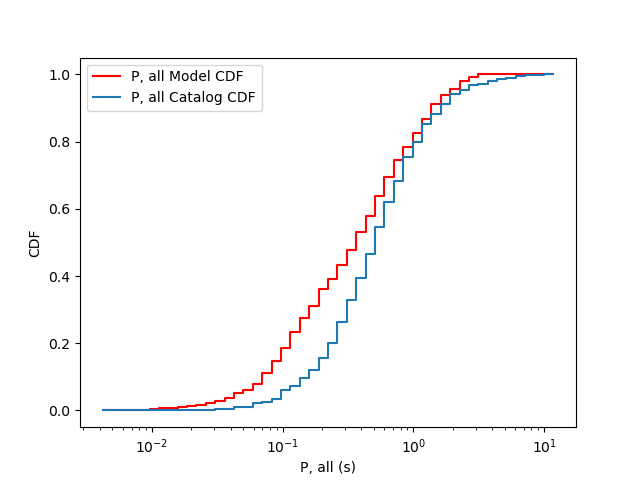 P, all Model CDF
P, all Catalog CDF
1.0
0.8
0.6
0.4
0.2
0.0
CDF
10⁻² 10⁻¹ 10⁰ 10¹
P, all (s)